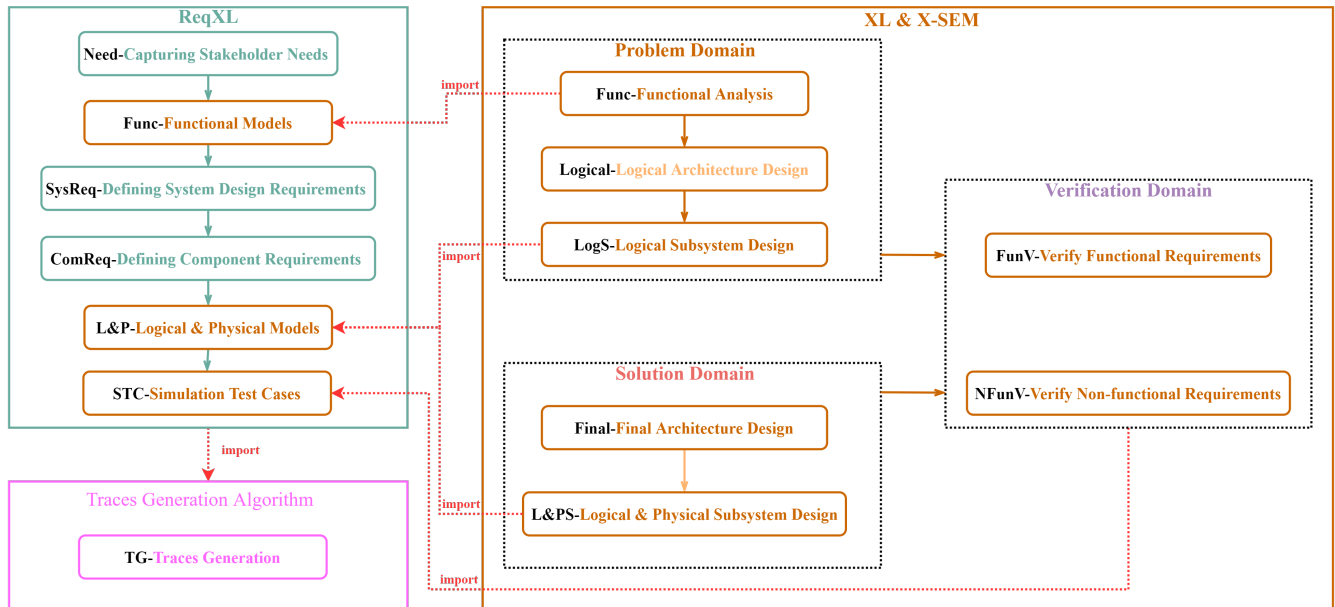 ReqXL
Need-Capturing Stakeholder Needs
Func-Functional Models
SysReq-Defining System Design Requirements
ComReq-Defining Component Requirements
L&P-Logical & Physical Models
STC-Simulation Test Cases
import
Traces Generation Algorithm
TG-Traces Generation
import
import
import
import
XL & X-SEM
Problem Domain
Func-Functional Analysis
Logical-Logical Architecture Design
LogS-Logical Subsystem Design
Solution Domain
Final-Final Architecture Design
L&PS-Logical & Physical Subsystem Design
Verification Domain
FunV-Verify Functional Requirements
NFunV-Verify Non-functional Requirements